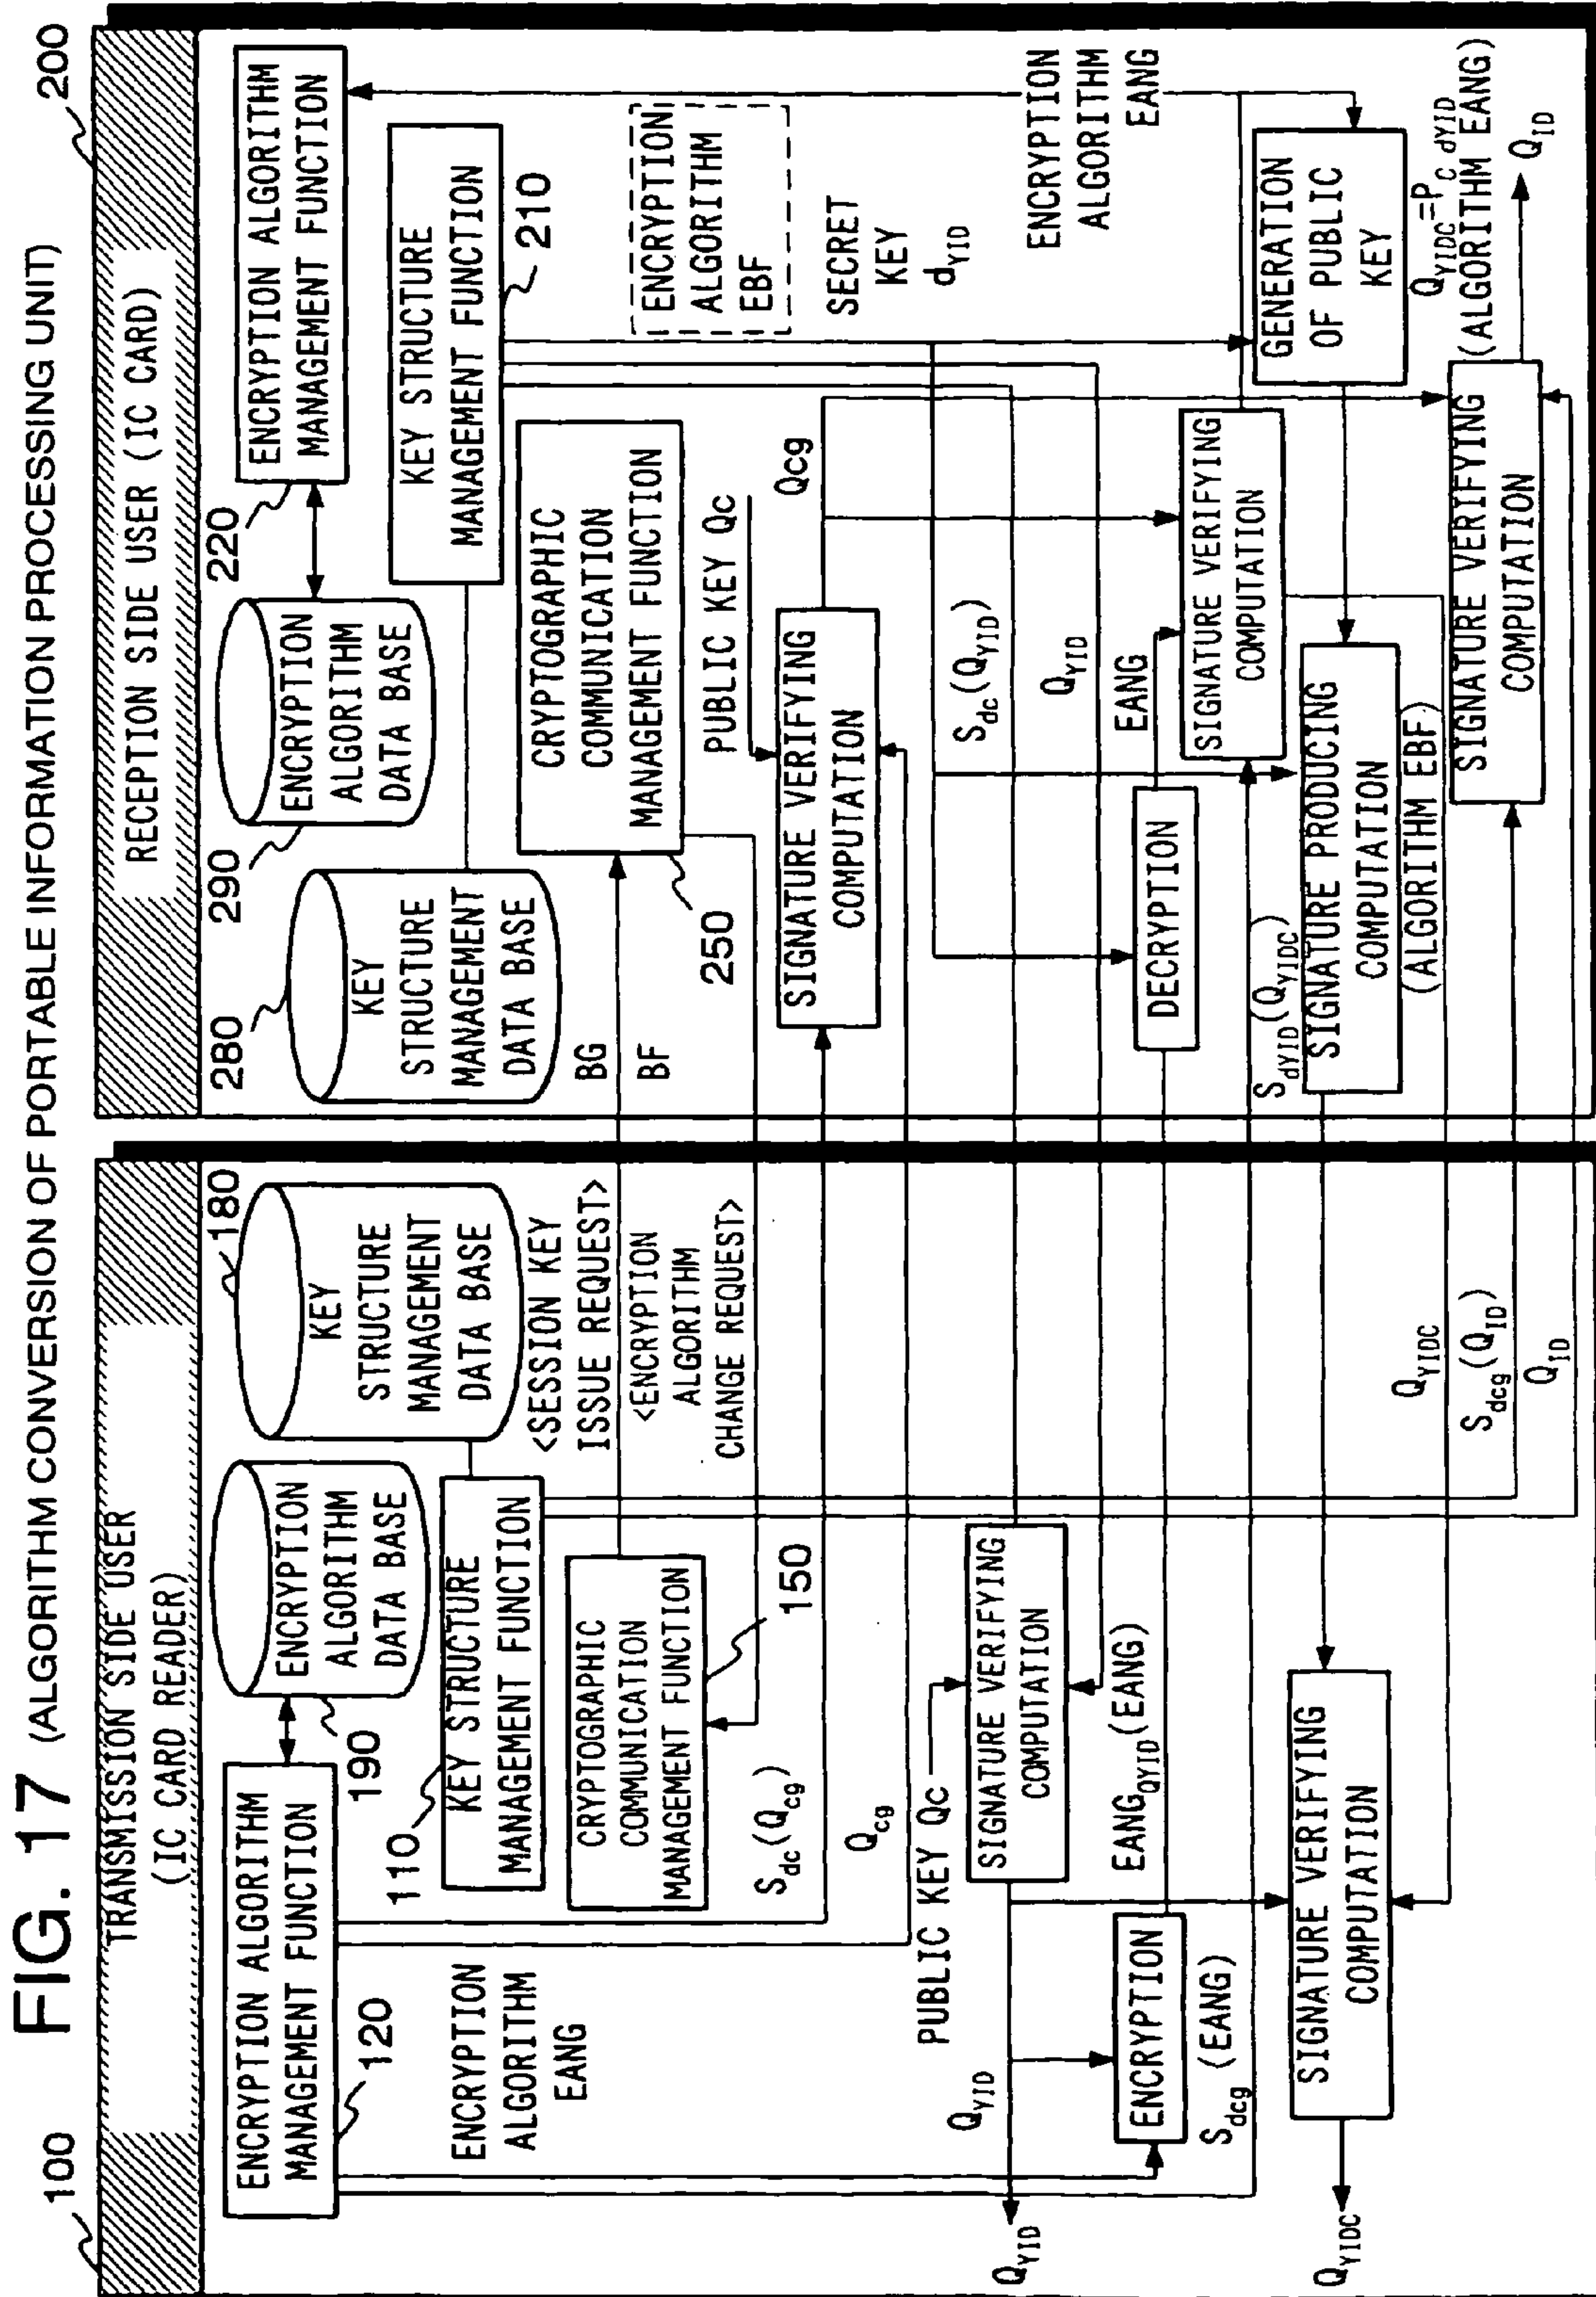 FIG. 17 (ALGORITHM CONVERSION OF PORTABLE INFORMATION PROCESSING UNIT)
100
TRANSMISSION SIDE USER
(IC CARD READER)
ENCRYPTION ALGORITHM
MANAGEMENT FUNCTION
120
190
ENCRYPTION
ALGORITHM
DATA BASE
180
KEY
STRUCTURE
MANAGEMENT
DATA BASE
110
KEY STRUCTURE
MANAGEMENT FUNCTION
<SESSION KEY
ISSUE REQUEST>
CRYPTOGRAPHIC
COMMUNICATION
MANAGEMENT FUNCTION
150
<ENCRYPTION
ALGORITHM
CHANGE REQUEST>
ENCRYPTION
ALGORITHM
EANG
Sdc(Qcg)
Qcg
PUBLIC KEY Qc
SIGNATURE VERIFYING
COMPUTATION
QYID
QYID
ENCRYPTION
EANGQYID(EANG)
Sdcg (EANG)
SIGNATURE VERIFYING
COMPUTATION
QYIDC
QYIDC
Sdcg(QID)
QID
200
RECEPTION SIDE USER (IC CARD)
280
KEY
STRUCTURE
MANAGEMENT
DATA BASE
290
ENCRYPTION
ALGORITHM
DATA BASE
220
ENCRYPTION ALGORITHM
MANAGEMENT FUNCTION
KEY STRUCTURE
MANAGEMENT FUNCTION
210
BG
BF
CRYPTOGRAPHIC
COMMUNICATION
MANAGEMENT FUNCTION
250
ENCRYPTION
ALGORITHM
EBF
PUBLIC KEY Qc
SIGNATURE VERIFYING
COMPUTATION
Qcg
SECRET
KEY
dYID
Sdc(QYID)
QYID
ENCRYPTION
ALGORITHM
EANG
DECRYPTION
EANG
SIGNATURE VERIFYING
COMPUTATION
GENERATION
OF PUBLIC
KEY
SdYID(QYIDC)
SIGNATURE PRODUCING
COMPUTATION
(ALGORITHM EBF)
QYIDC=PC dYID
(ALGORITHM EANG)
SIGNATURE VERIFYING
COMPUTATION
QID